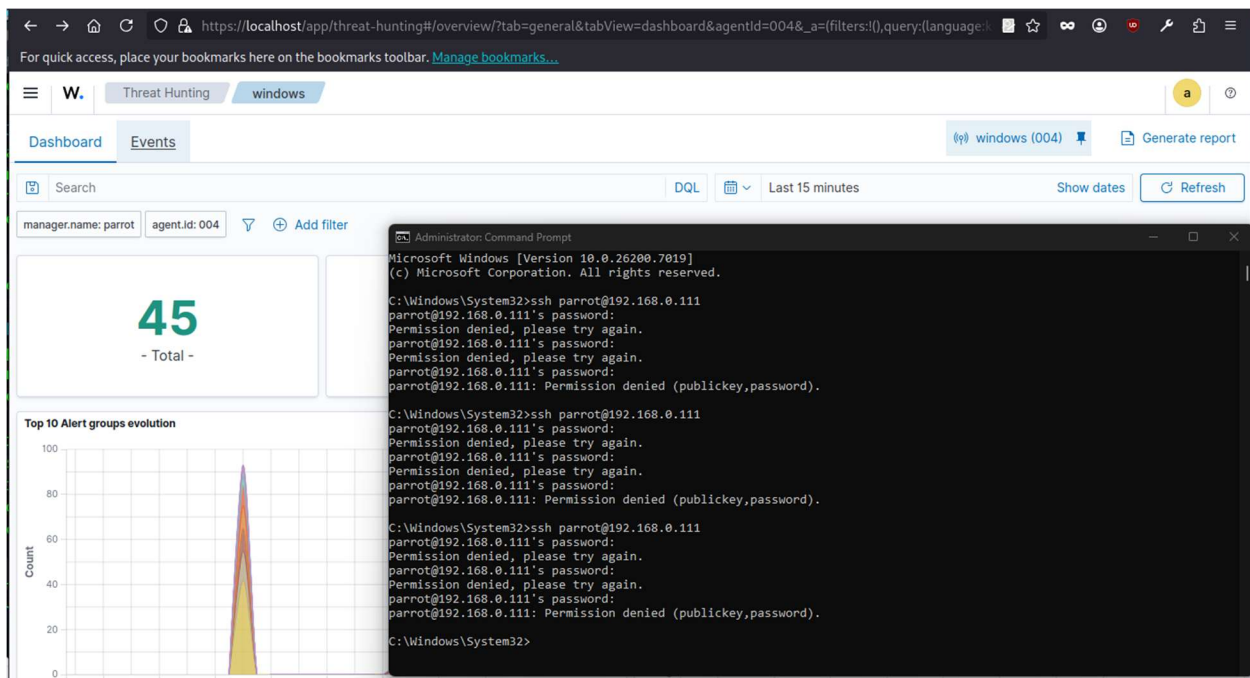 https://localhost/app/threat-hunting#/overview/?tab=general&tabView=dashboard&agentId=004&_a=(filters:!(),query:(language:k
For quick access, place your bookmarks here on the bookmarks toolbar. Manage bookmarks…
W. Threat Hunting windows a
Dashboard Events windows (004) Generate report
Search DQL Last 15 minutes Show dates Refresh
manager.name: parrot agent.id: 004 Add filter
45
- Total -
Top 10 Alert groups evolution
100
80
60
40
20
0
Count
Administrator: Command Prompt
Microsoft Windows [Version 10.0.26200.7019]
(c) Microsoft Corporation. All rights reserved.
C:\Windows\System32>ssh parrot@192.168.0.111
parrot@192.168.0.111's password:
Permission denied, please try again.
parrot@192.168.0.111's password:
Permission denied, please try again.
parrot@192.168.0.111's password:
parrot@192.168.0.111: Permission denied (publickey,password).
C:\Windows\System32>ssh parrot@192.168.0.111
parrot@192.168.0.111's password:
Permission denied, please try again.
parrot@192.168.0.111's password:
Permission denied, please try again.
parrot@192.168.0.111's password:
parrot@192.168.0.111: Permission denied (publickey,password).
C:\Windows\System32>ssh parrot@192.168.0.111
parrot@192.168.0.111's password:
Permission denied, please try again.
parrot@192.168.0.111's password:
Permission denied, please try again.
parrot@192.168.0.111's password:
parrot@192.168.0.111: Permission denied (publickey,password).
C:\Windows\System32>